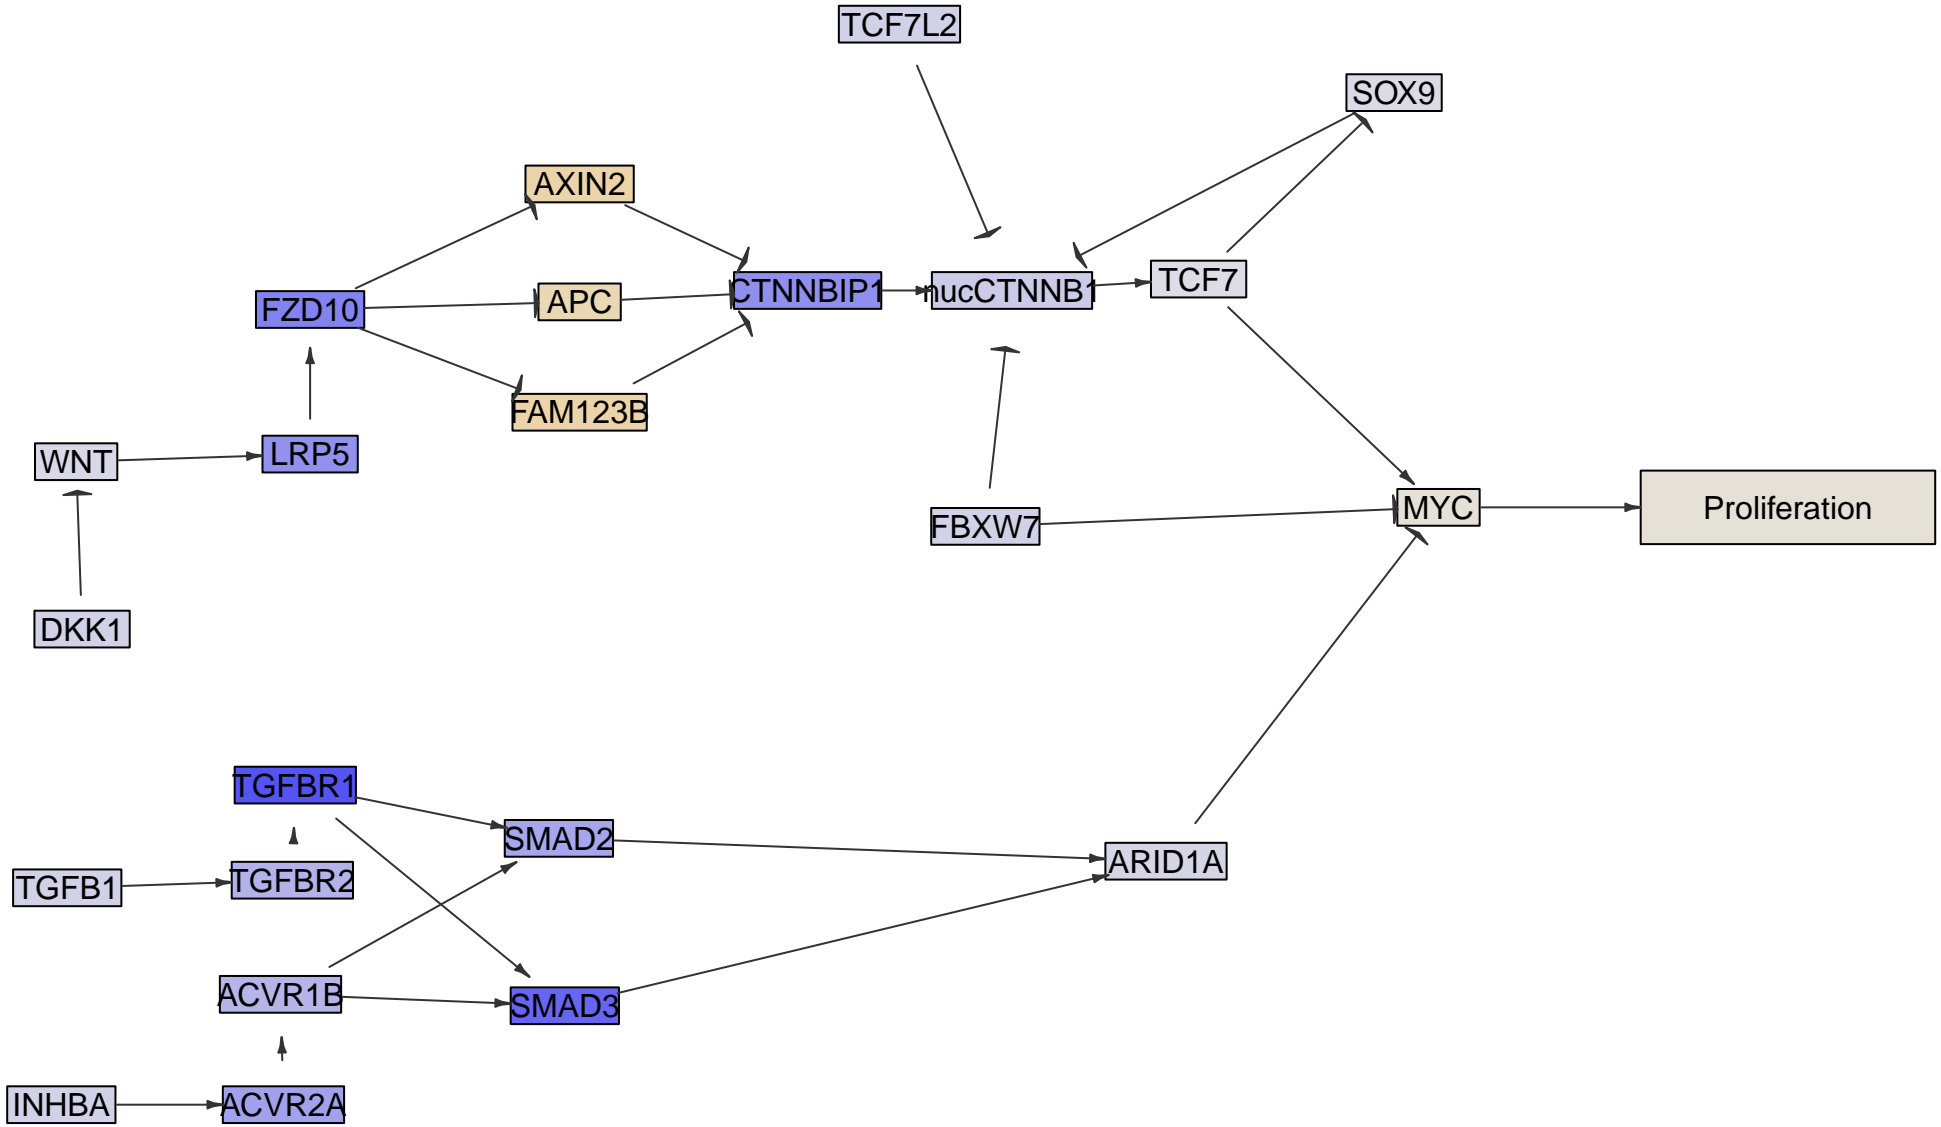 TCF7L2
SOX9
AXIN2
CTNNBIP1
nucCTNNB1
TCF7
FZD10
APC
FAM123B
WNT
LRP5
MYC
Proliferation
FBXW7
DKK1
TGFBR1
SMAD2
ARID1A
TGFB1
TGFBR2
ACVR1B
SMAD3
INHBA
ACVR2A